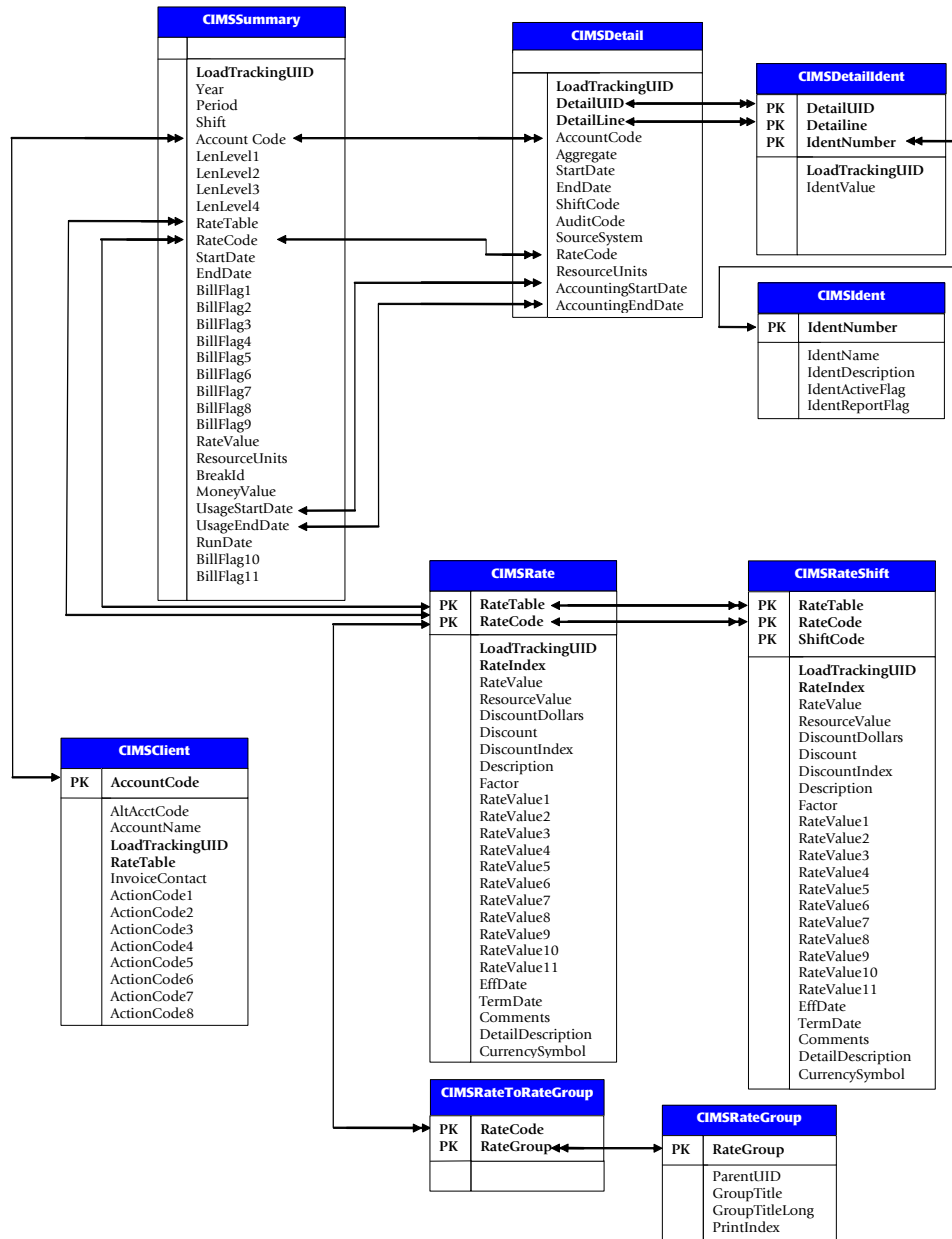 CIMSSummary
LoadTrackingUID
Year
Period
Shift
Account Code
LenLevel1
LenLevel2
LenLevel3
LenLevel4
RateTable
RateCode
StartDate
EndDate
BillFlag1
BillFlag2
BillFlag3
BillFlag4
BillFlag5
BillFlag6
BillFlag7
BillFlag8
BillFlag9
RateValue
ResourceUnits
BreakId
MoneyValue
UsageStartDate
UsageEndDate
RunDate
BillFlag10
BillFlag11
CIMSDetail
LoadTrackingUID
DetailUID
DetailLine
AccountCode
Aggregate
StartDate
EndDate
ShiftCode
AuditCode
SourceSystem
RateCode
ResourceUnits
AccountingStartDate
AccountingEndDate
CIMSDetailIdent
PK DetailUID
PK Detailine
PK IdentNumber
LoadTrackingUID
IdentValue
CIMSIdent
PK IdentNumber
IdentName
IdentDescription
IdentActiveFlag
IdentReportFlag
CIMSRate
PK RateTable
PK RateCode
LoadTrackingUID
RateIndex
RateValue
ResourceValue
DiscountDollars
Discount
DiscountIndex
Description
Factor
RateValue1
RateValue2
RateValue3
RateValue4
RateValue5
RateValue6
RateValue7
RateValue8
RateValue9
RateValue10
RateValue11
EffDate
TermDate
Comments
DetailDescription
CurrencySymbol
CIMSRateShift
PK RateTable
PK RateCode
PK ShiftCode
LoadTrackingUID
RateIndex
RateValue
ResourceValue
DiscountDollars
Discount
DiscountIndex
Description
Factor
RateValue1
RateValue2
RateValue3
RateValue4
RateValue5
RateValue6
RateValue7
RateValue8
RateValue9
RateValue10
RateValue11
EffDate
TermDate
Comments
DetailDescription
CurrencySymbol
CIMSClient
PK AccountCode
AltAcctCode
AccountName
LoadTrackingUID
RateTable
InvoiceContact
ActionCode1
ActionCode2
ActionCode3
ActionCode4
ActionCode5
ActionCode6
ActionCode7
ActionCode8
CIMSRateToRateGroup
PK RateCode
PK RateGroup
CIMSRateGroup
PK RateGroup
ParentUID
GroupTitle
GroupTitleLong
PrintIndex